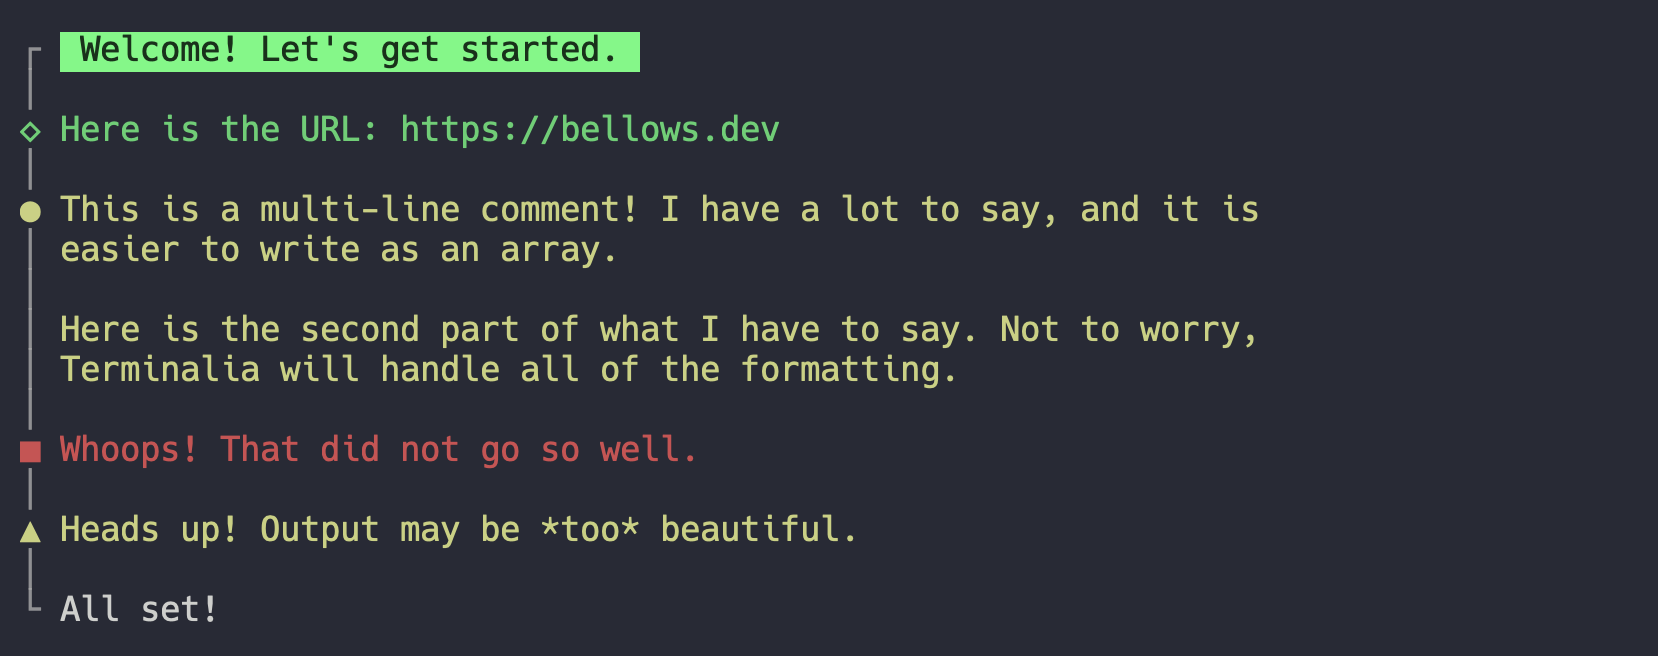 Welcome! Let's get started.
Here is the URL: https://bellows.dev
This is a multi-line comment! I have a lot to say, and it is
easier to write as an array.
Here is the second part of what I have to say. Not to worry,
Terminalia will handle all of the formatting.
Whoops! That did not go so well.
Heads up! Output may be *too* beautiful.
All set!